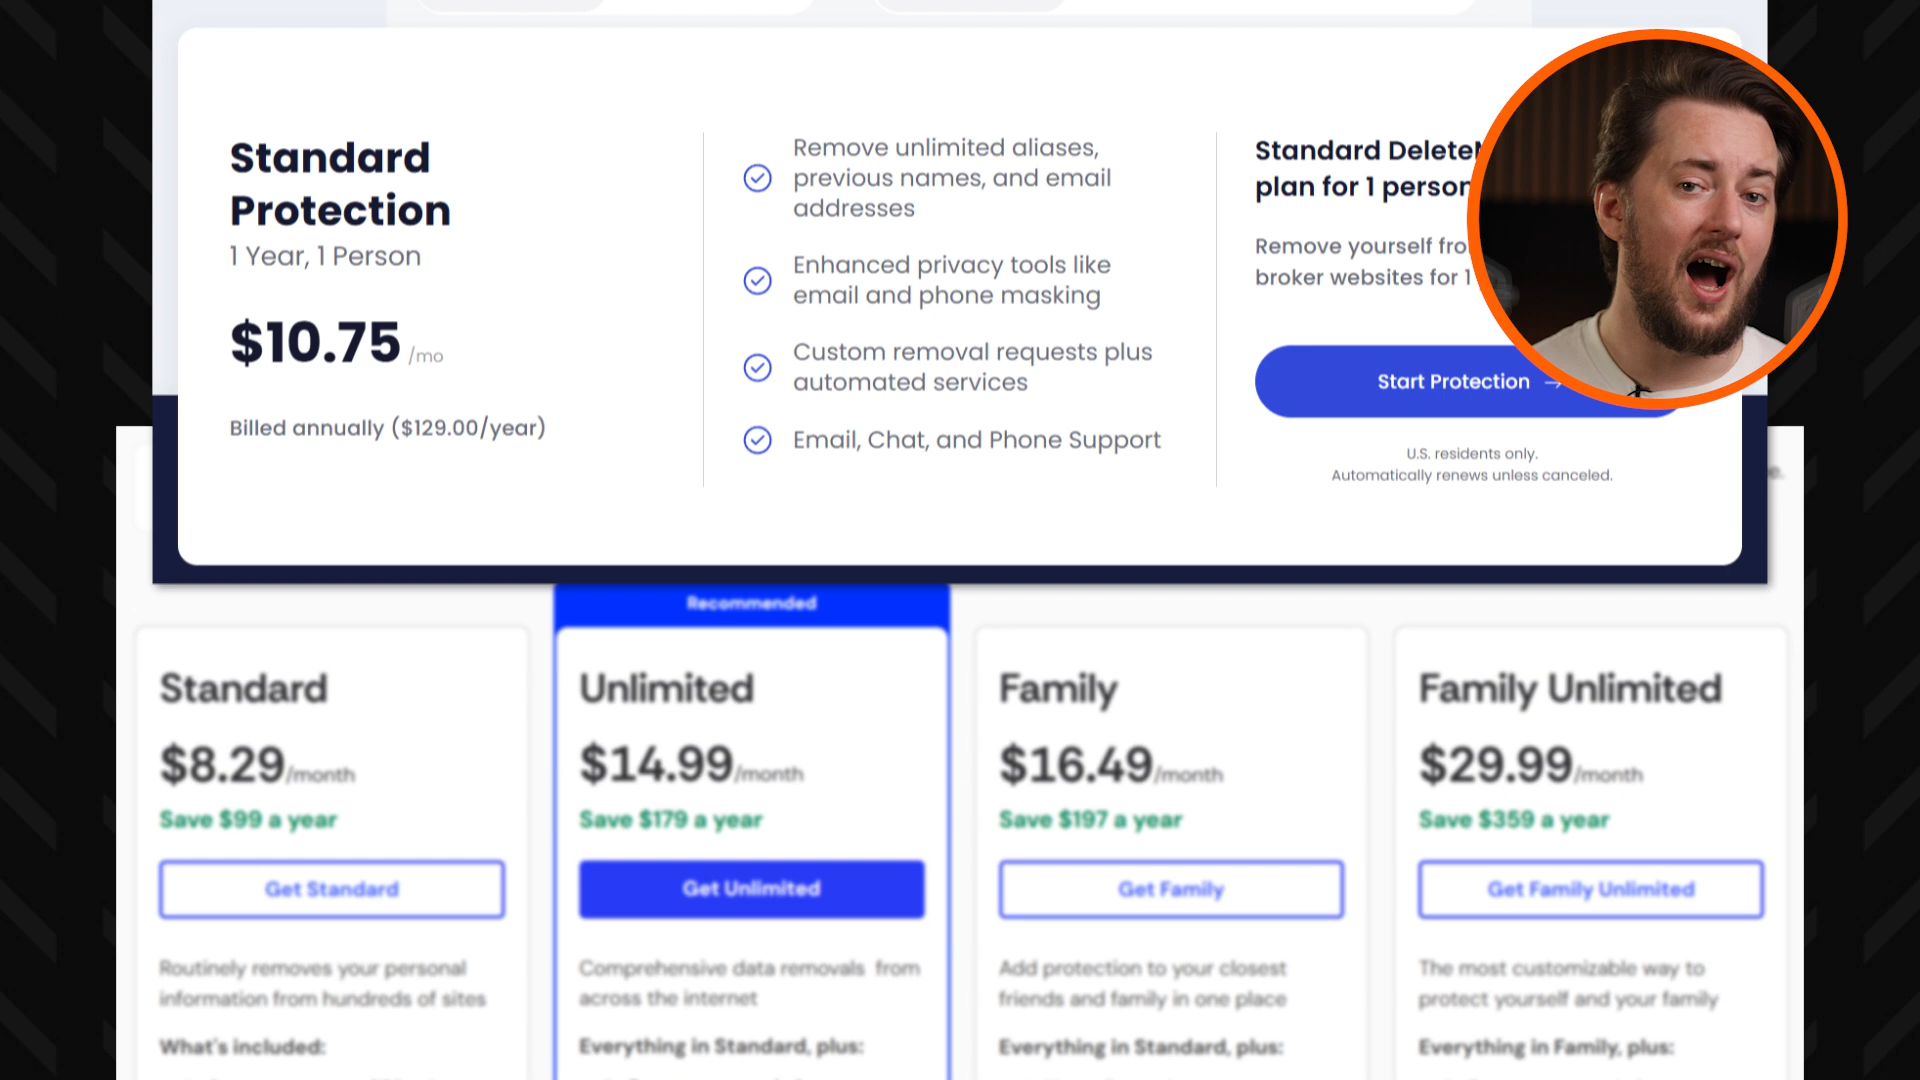 Standard
Protection
1 Year, 1 Person
$10.75 /mo
Billed annually ($129.00/year)
Remove unlimited aliases,
previous names, and email
addresses
Enhanced privacy tools like
email and phone masking
Custom removal requests plus
automated services
Email, Chat, and Phone Support
Standard
plan for 1 person
Remove yourself
broker websites for 1
Start Protection →
U.S. residents only.
Automatically renews unless canceled.
Recommended
Standard
$8.29/month
Save $99 a year
Get Standard
Routinely removes your personal
information from hundreds of sites
What's included:
Unlimited
$14.99/month
Save $179 a year
Get Unlimited
Comprehensive data removals from
across the internet
Everything in Standard, plus:
Family
$16.49/month
Save $197 a year
Get Family
Add protection to your closest
friends and family in one place
Everything in Standard, plus:
Family Unlimited
$29.99/month
Save $359 a year
Get Family Unlimited
The most customizable way to
protect yourself and your family
Everything in Family, plus: